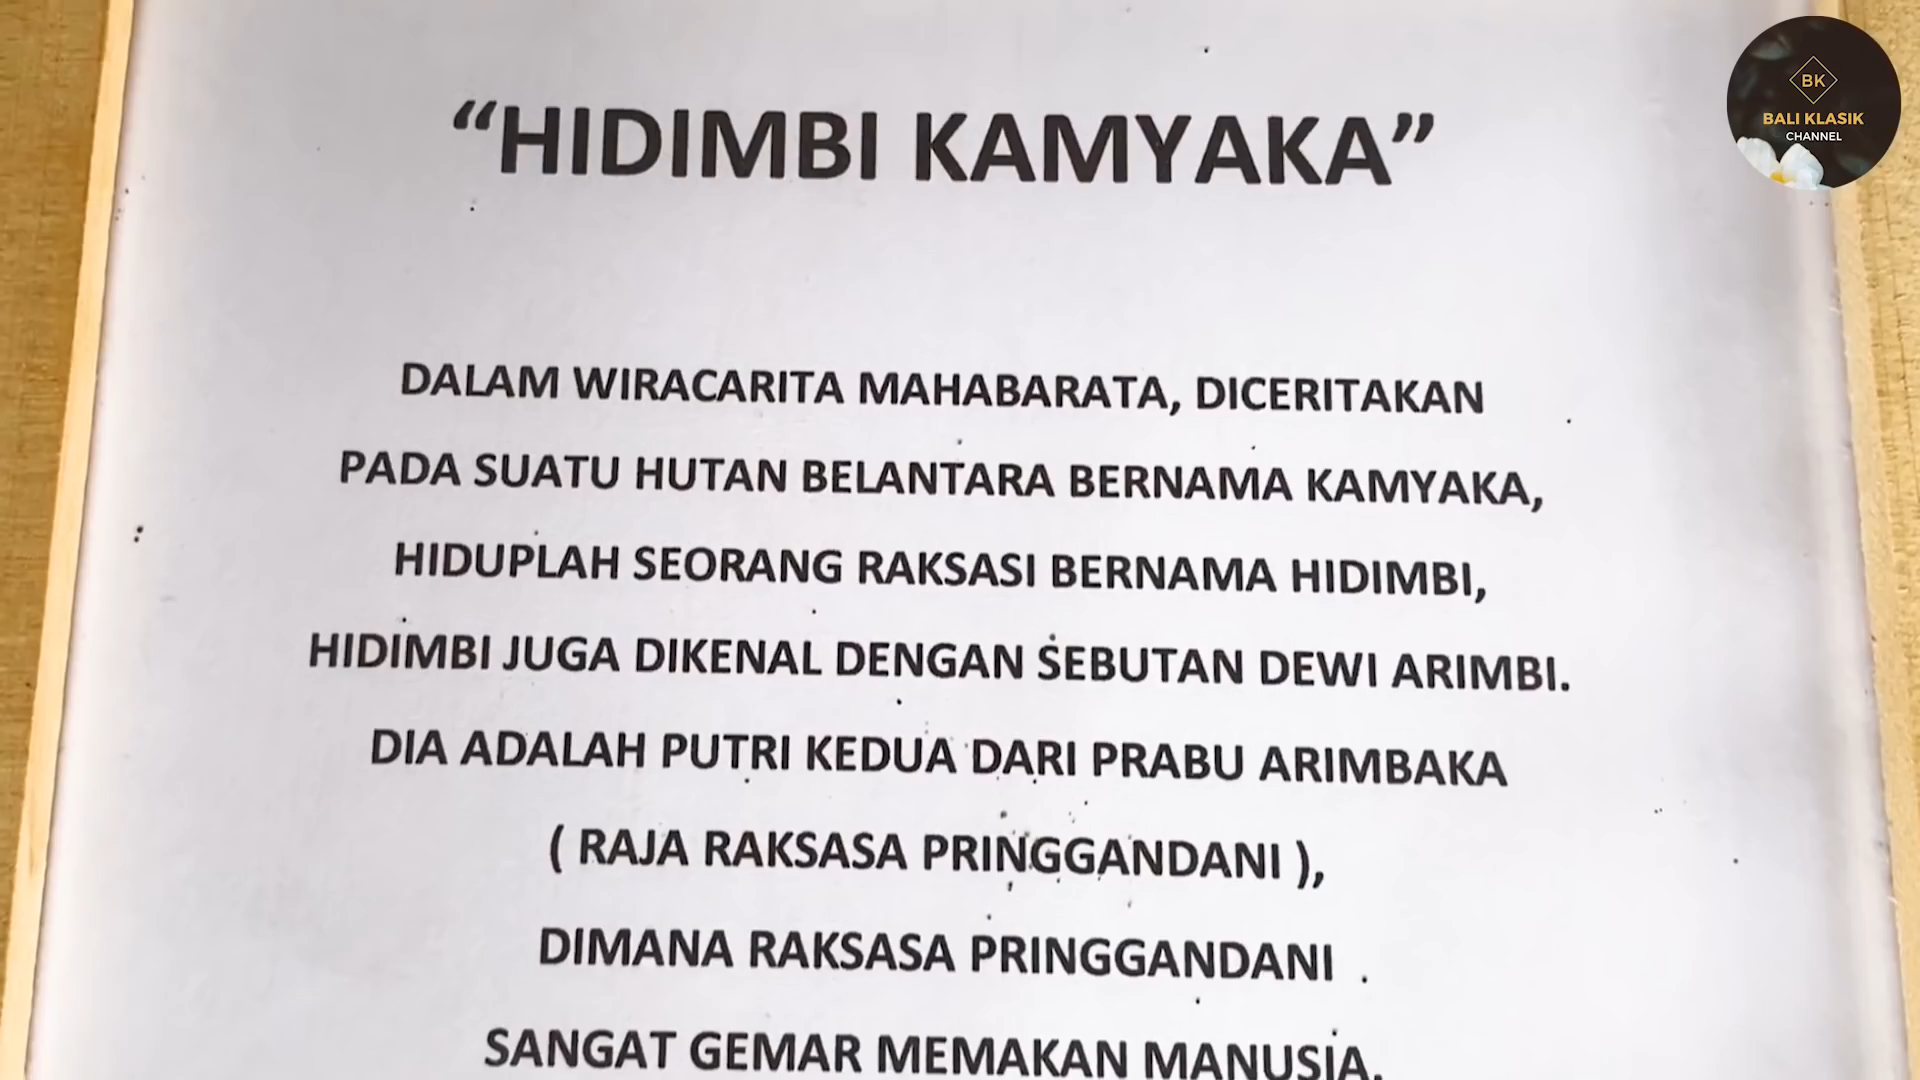 “HIDIMBI KAMYAKA”
DALAM WIRACARITA MAHABARATA, DICERITAKAN
PADA SUATU HUTAN BELANTARA BERNAMA KAMYAKA,
HIDUPLAH SEORANG RAKSASI BERNAMA HIDIMBI,
HIDIMBI JUGA DIKENAL DENGAN SEBUTAN DEWI ARIMBI.
DIA ADALAH PUTRI KEDUA DARI PRABU ARIMBAKA
( RAJA RAKSASA PRINGGANDANI ),
DIMANA RAKSASA PRINGGANDANI
SANGAT GEMAR MEMAKAN MANUSIA.
BK
BALI KLASIK
CHANNEL